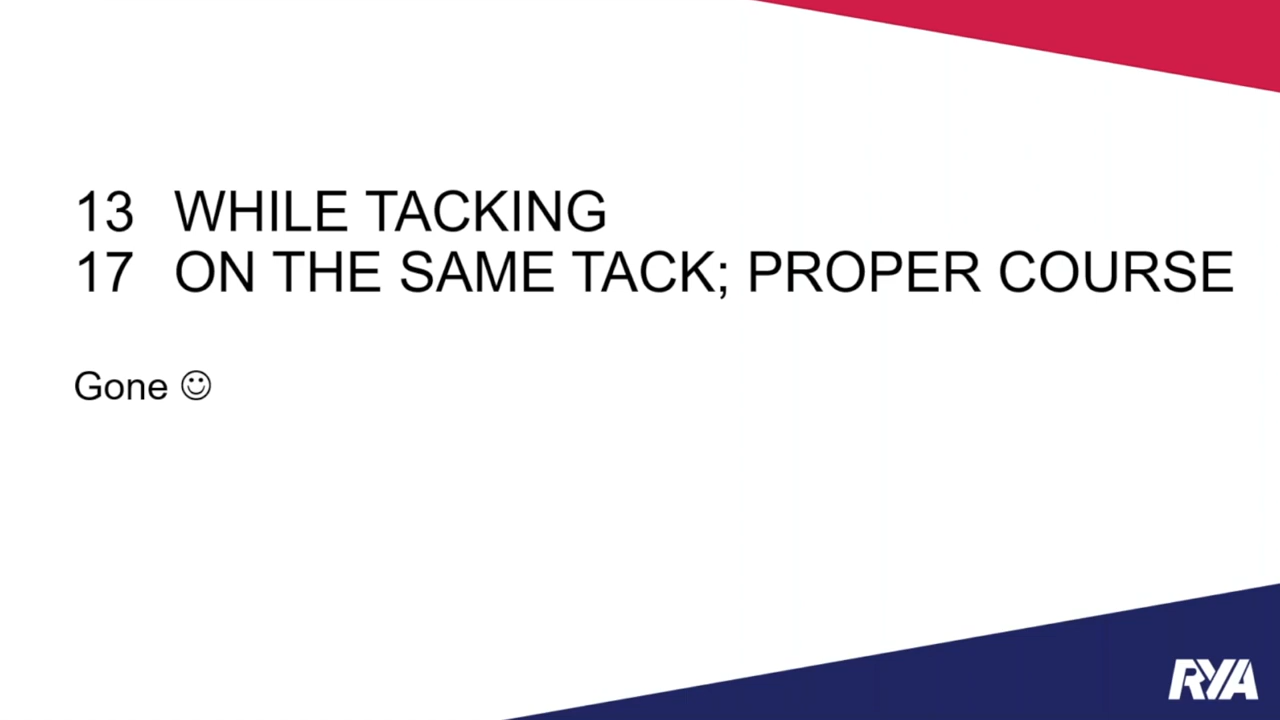 13 WHILE TACKING
17 ON THE SAME TACK; PROPER COURSE
Gone ☺
RYA